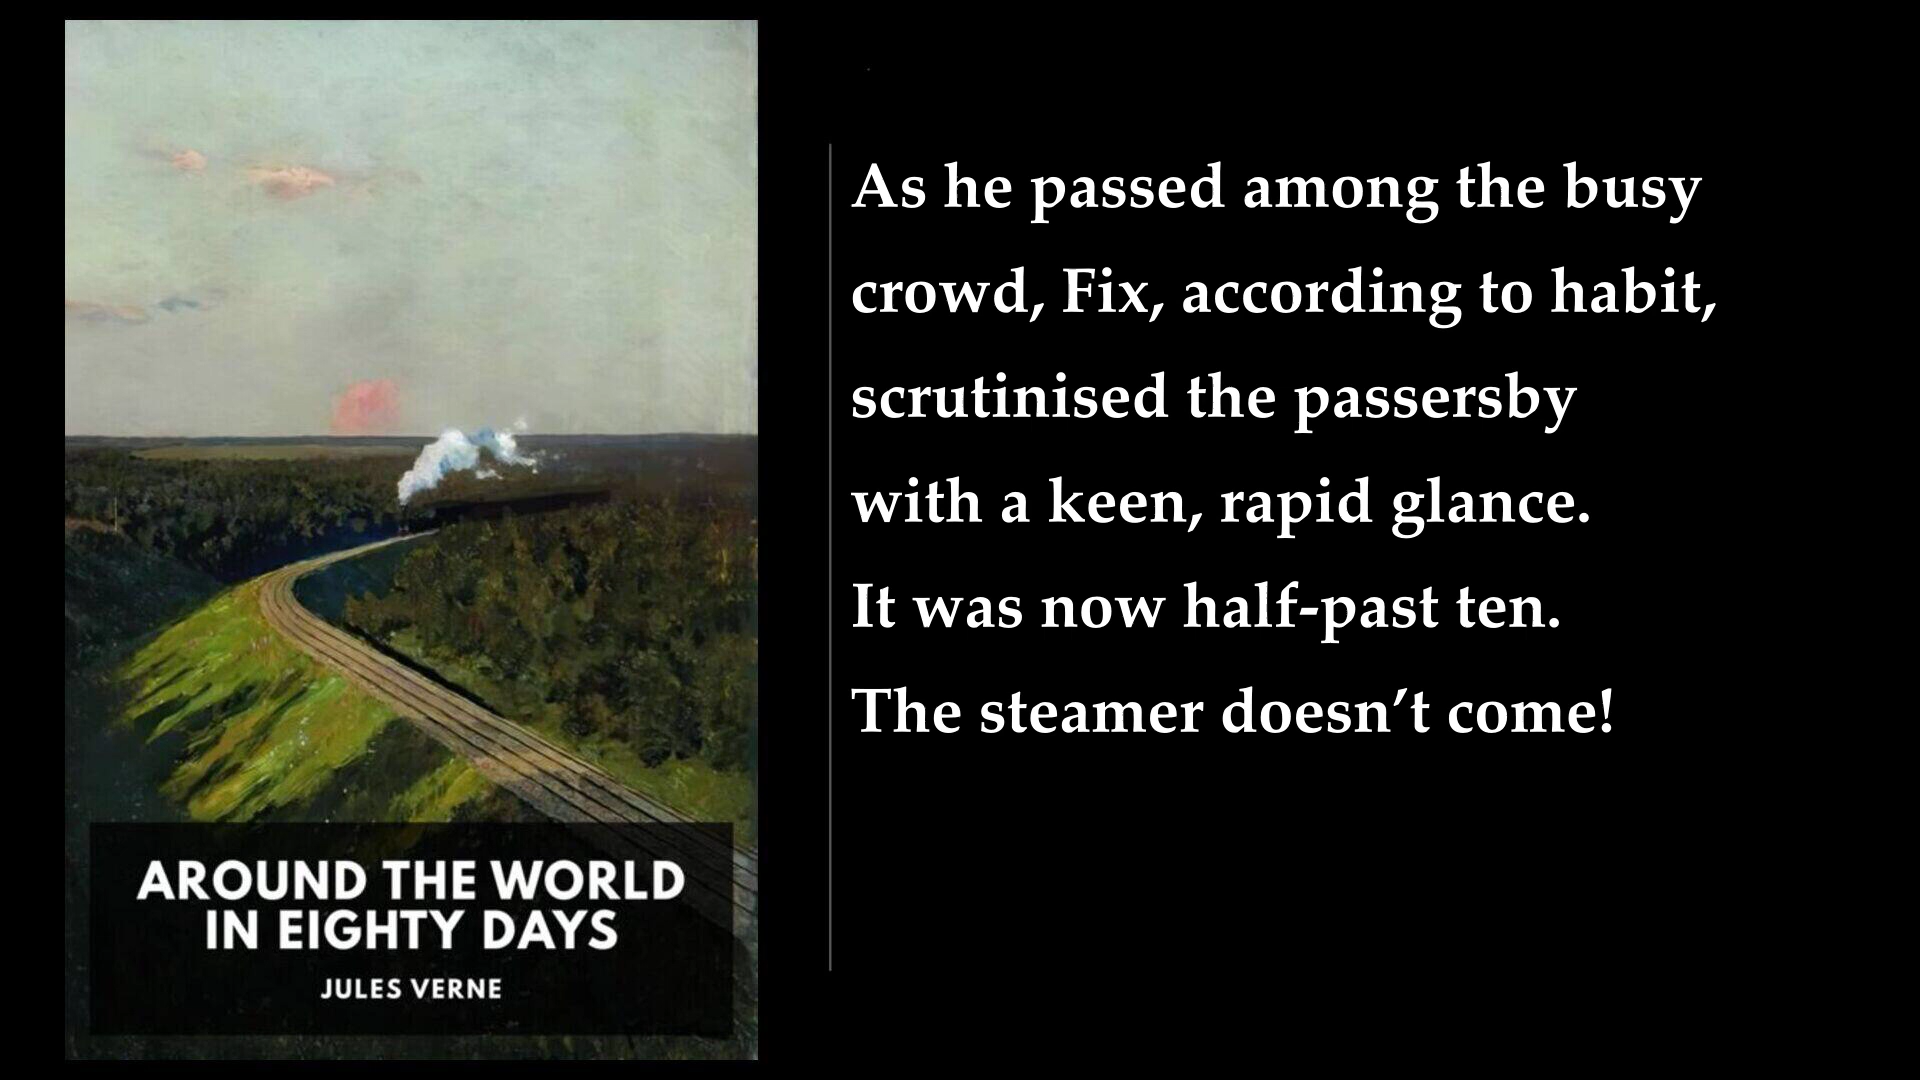 AROUND THE WORLD
IN EIGHTY DAYS
JULES VERNE
As he passed among the busy
crowd, Fix, according to habit,
scrutinised the passersby
with a keen, rapid glance.
It was now half-past ten.
The steamer doesn’t come!